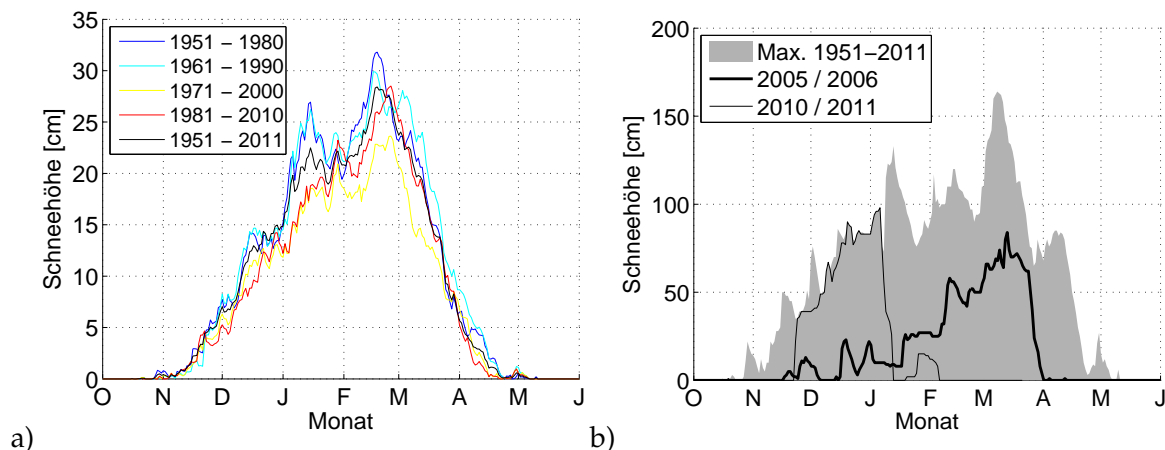 35
30
25
20
15
10
5
0
Schneehöhe [cm]
1951 − 1980
1961 − 1990
1971 − 2000
1981 − 2010
1951 − 2011
O N D J F M A M J
Monat
a)
200
150
100
50
0
Schneehöhe [cm]
Max. 1951−2011
2005 / 2006
2010 / 2011
O N D J F M A M J
Monat
b)